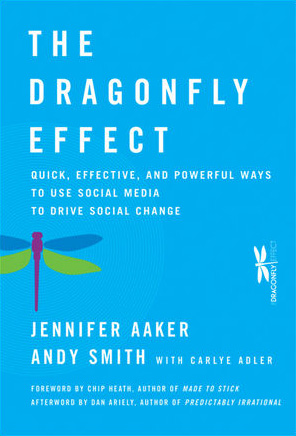 THE
DRAGONFLY
EFFECT
QUICK, EFFECTIVE, AND POWERFUL WAYS
TO USE SOCIAL MEDIA
TO DRIVE SOCIAL CHANGE
THE DRAGONFLY EFFECT
JENNIFER AAKER
ANDY SMITH WITH CARLYE ADLER
FOREWORD BY CHIP HEATH, AUTHOR OF MADE TO STICK
AFTERWORD BY DAN ARIELY, AUTHOR OF PREDICTABLY IRRATIONAL